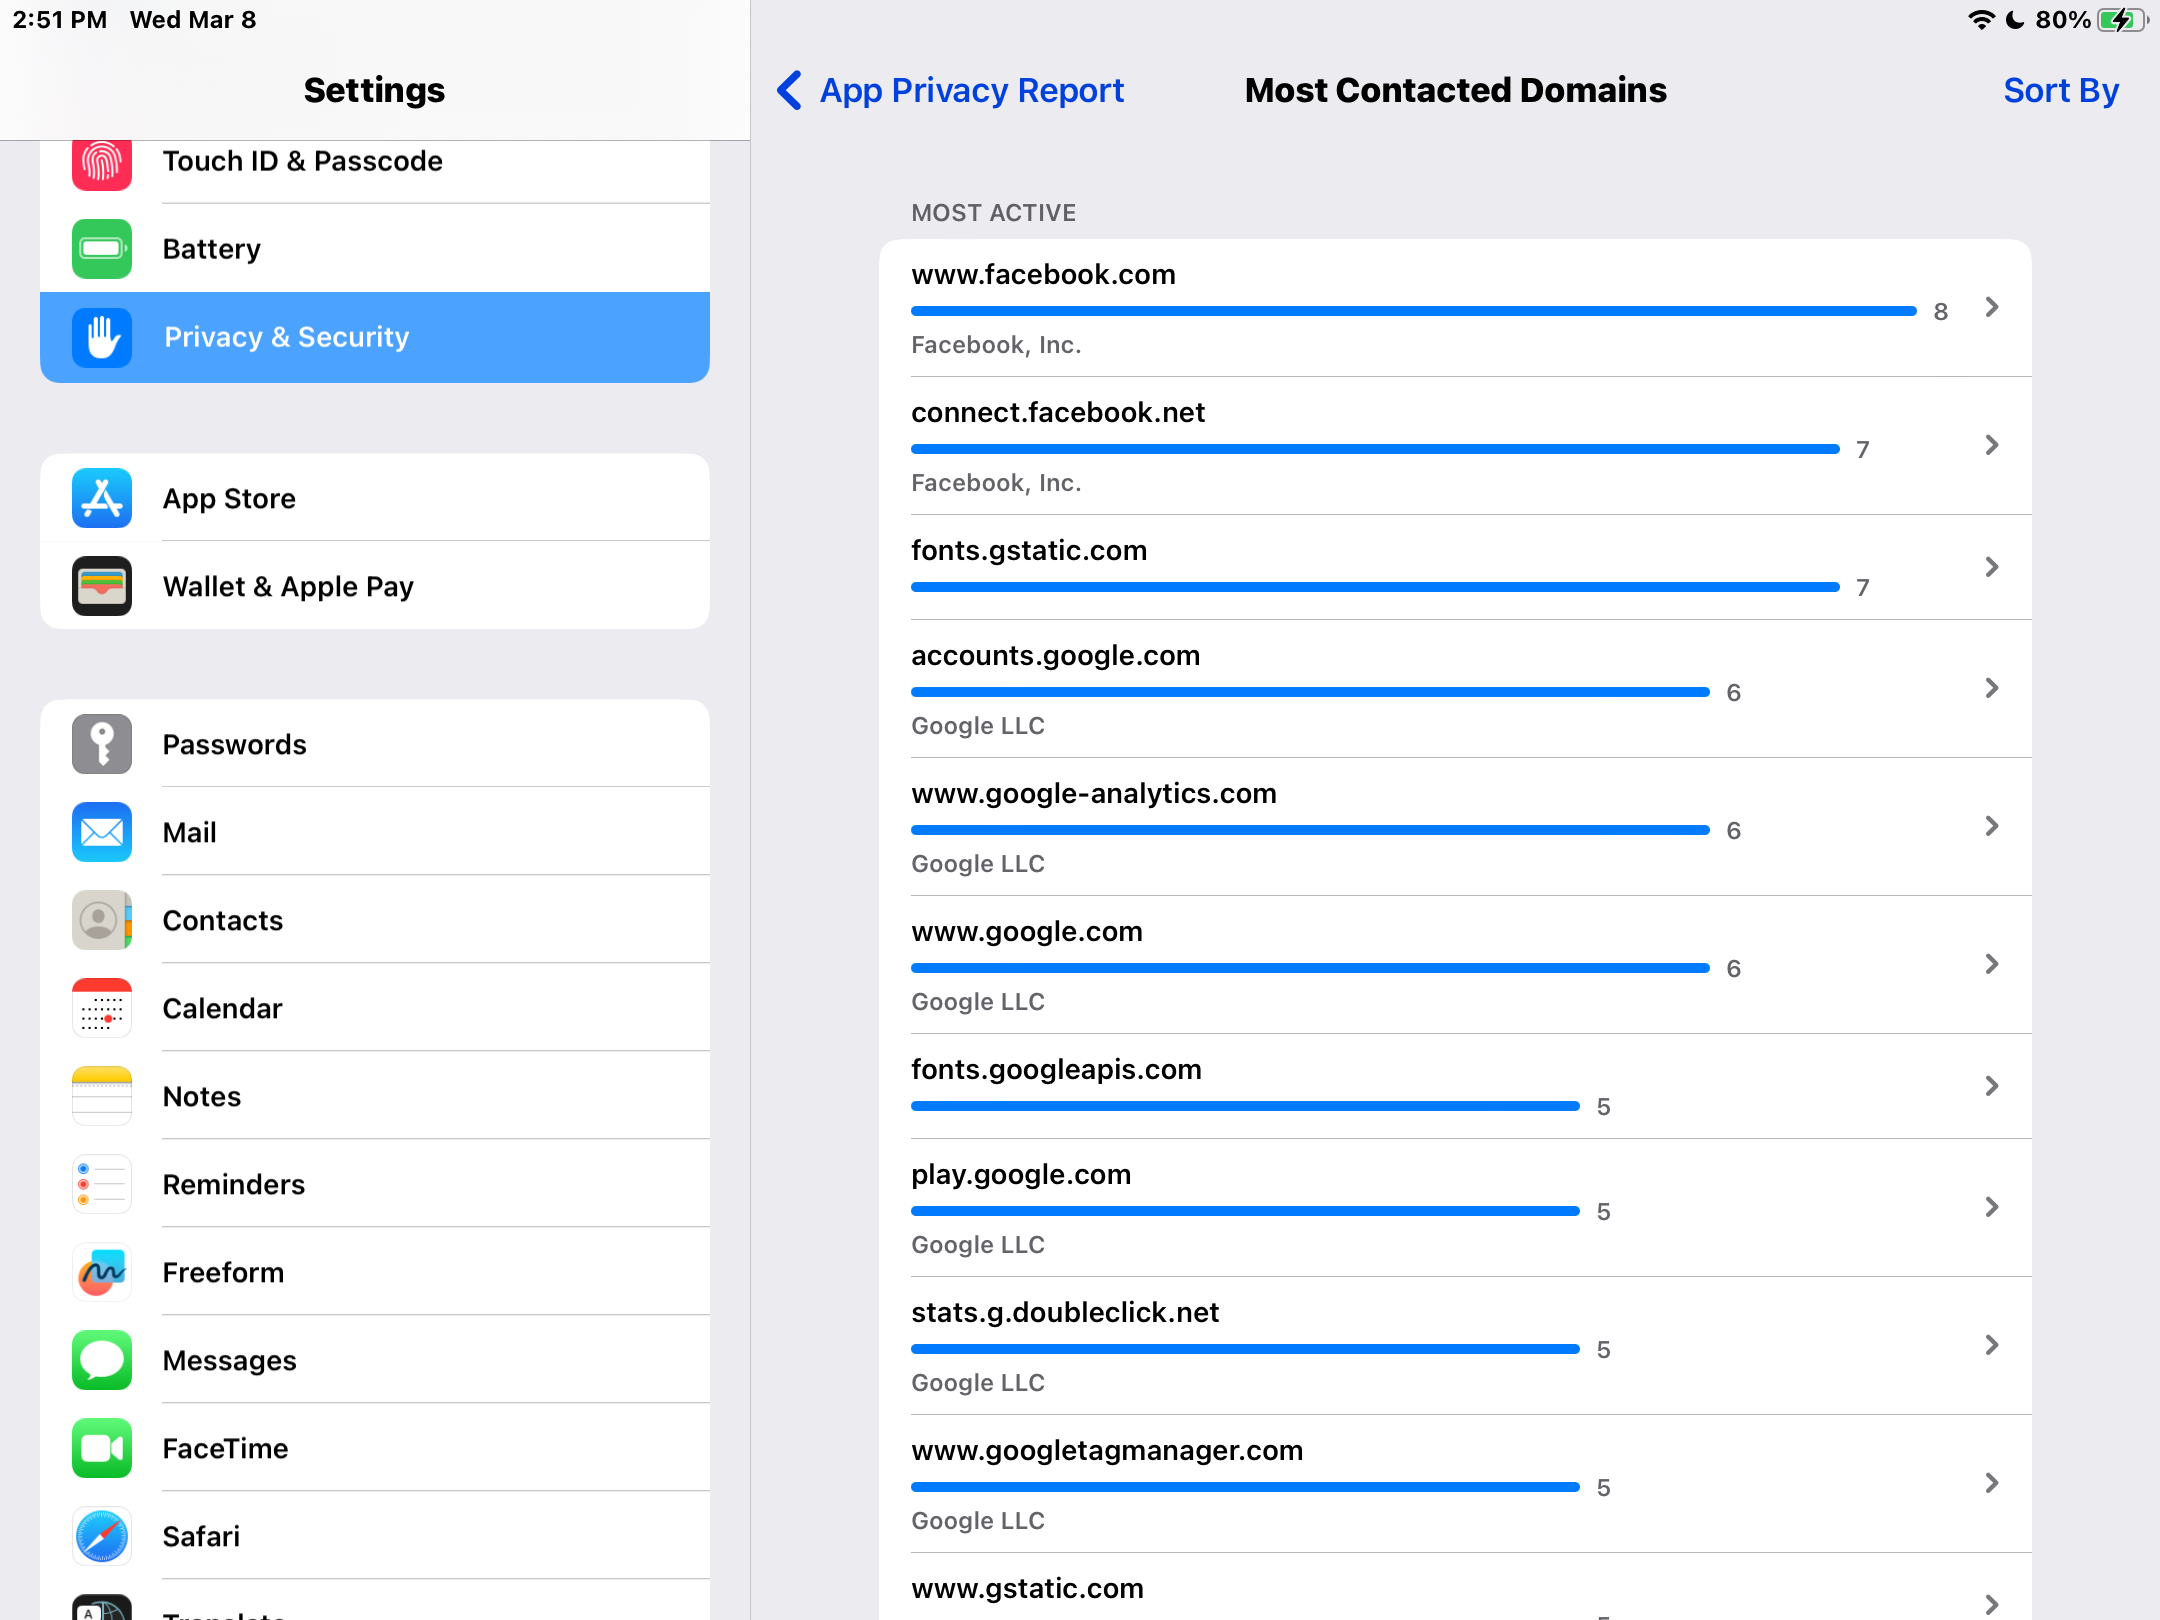 2:51 PM Wed Mar 8
80%
Settings
Touch ID & Passcode
Battery
Privacy & Security
App Store
Wallet & Apple Pay
Passwords
Mail
Contacts
Calendar
Notes
Reminders
Freeform
Messages
FaceTime
Safari
App Privacy Report
Most Contacted Domains
Sort By
MOST ACTIVE
www.facebook.com
8
Facebook, Inc.
connect.facebook.net
7
Facebook, Inc.
fonts.gstatic.com
7
accounts.google.com
6
Google LLC
www.google-analytics.com
6
Google LLC
www.google.com
6
Google LLC
fonts.googleapis.com
5
play.google.com
5
Google LLC
stats.g.doubleclick.net
5
Google LLC
www.googletagmanager.com
5
Google LLC
www.gstatic.com